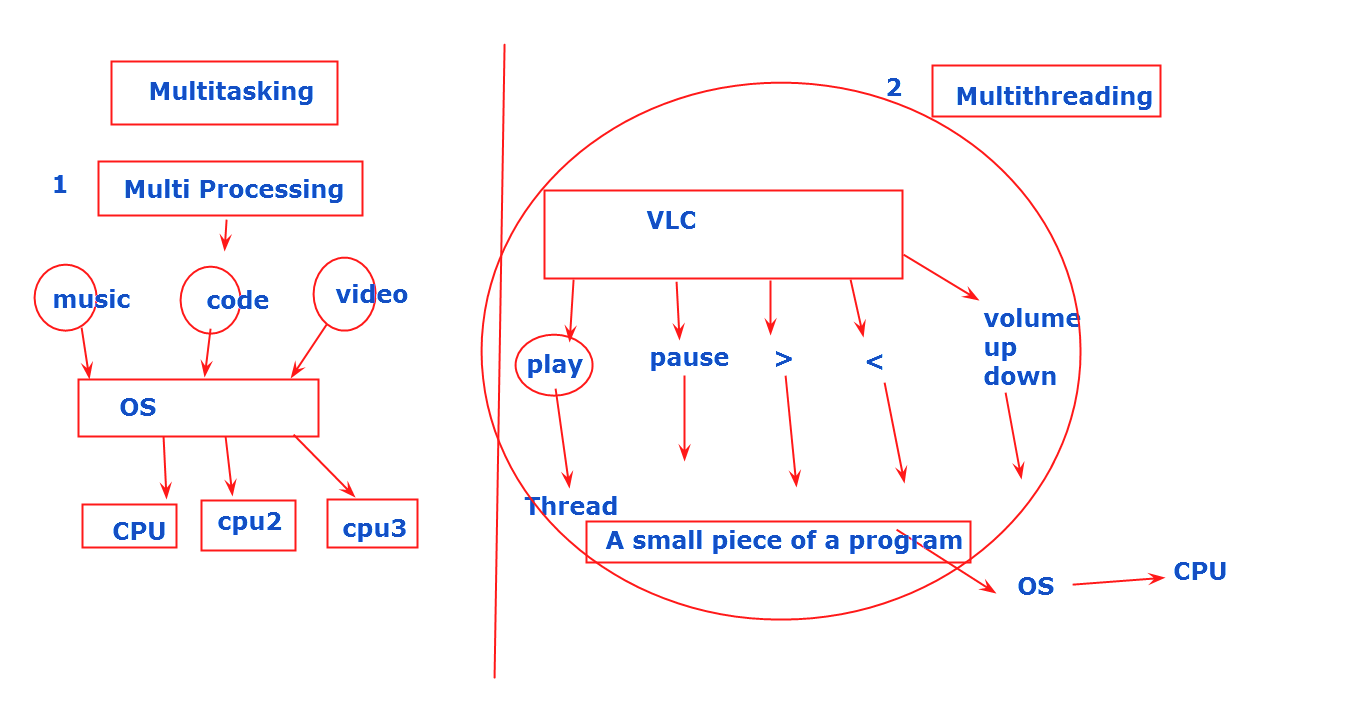 Multitasking
1
Multi Processing
music
code
video
OS
CPU
cpu2
cpu3
2
Multithreading
VLC
play
pause
>
<
volume
up
down
Thread
A small piece of a program
OS
CPU